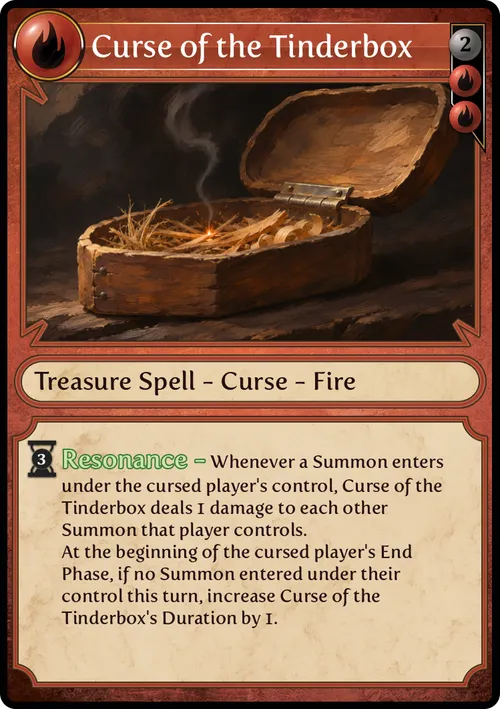 Curse of the Tinderbox
2
Treasure Spell - Curse - Fire
3
Resonance - Whenever a Summon enters
under the cursed player's control, Curse of the
Tinderbox deals 1 damage to each other
Summon that player controls.
At the beginning of the cursed player's End
Phase, if no Summon entered under their
control this turn, increase Curse of the
Tinderbox's Duration by 1.